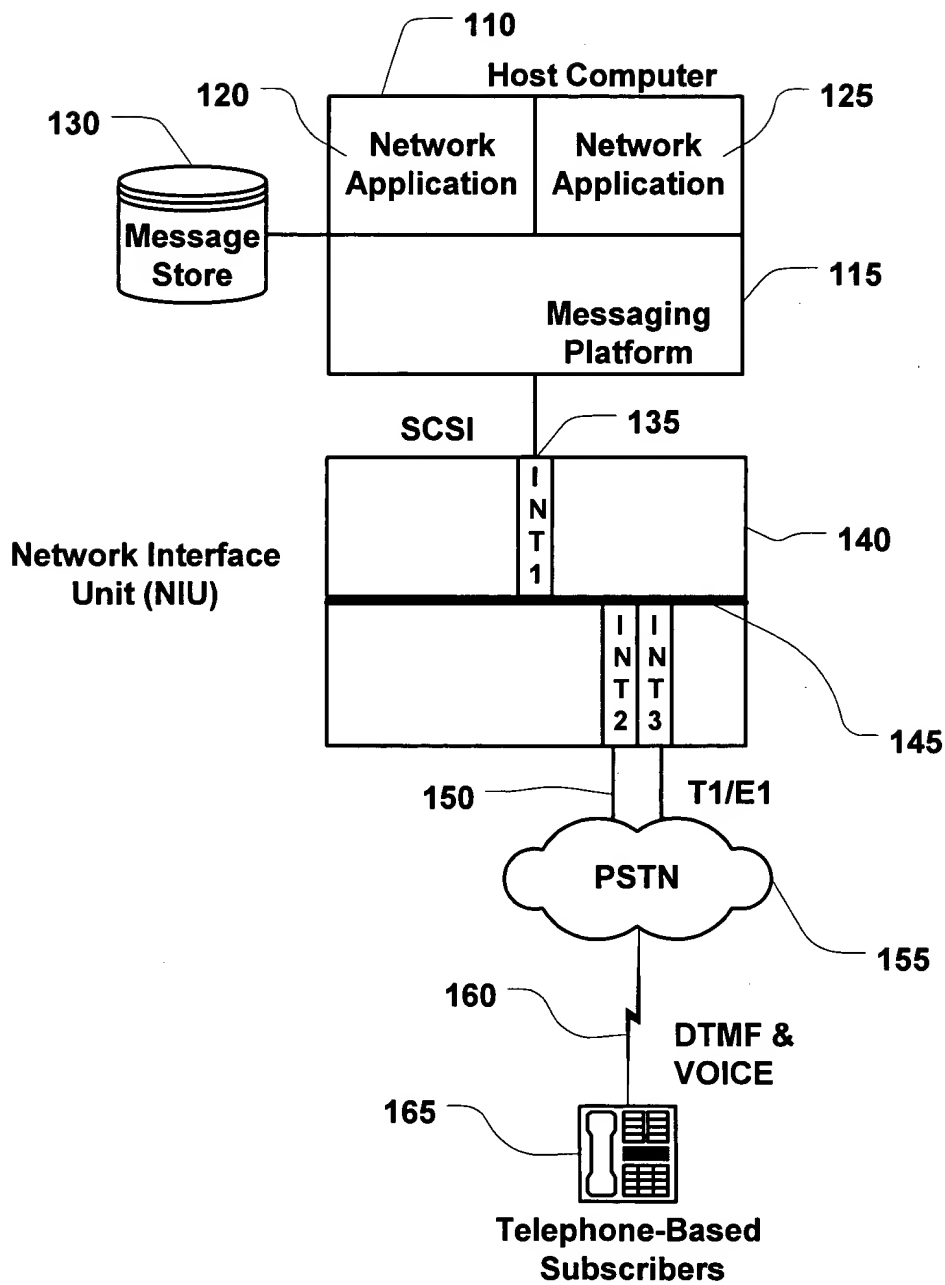 110
Host Computer
120
125
130
Network
Application
Network
Application
Message
Store
115
Messaging
Platform
SCSI
135
I
N
T
1
140
Network Interface
Unit (NIU)
I
N
T
2
I
N
T
3
145
150
T1/E1
PSTN
155
160
DTMF &
VOICE
165
Telephone-Based
Subscribers